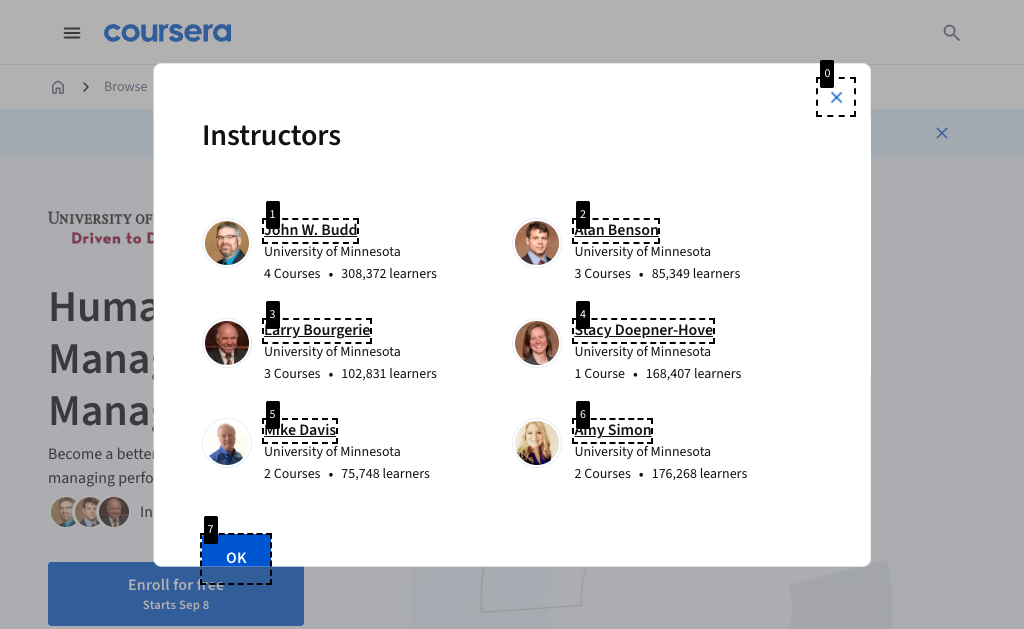 coursera
Browse
0
Instructors
1
John W. Budd
University of Minnesota
4 Courses • 308,372 learners
2
Alan Benson
University of Minnesota
3 Courses • 85,349 learners
3
Larry Bourgerie
University of Minnesota
3 Courses • 102,831 learners
4
Stacy Doepner-Hove
University of Minnesota
1 Course • 168,407 learners
5
Mike Davis
University of Minnesota
2 Courses • 75,748 learners
6
Amy Simon
University of Minnesota
2 Courses • 176,268 learners
7
OK
UNIVERSITY OF
Driven to D
Huma
Manag
Manag
Become a better
managing perfo
In
Enroll for free
Starts Sep 8